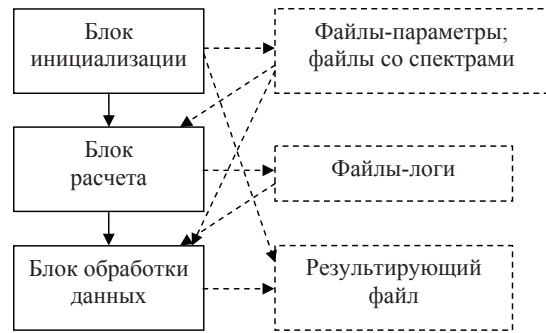 Блок
инициализации
Файлы-параметры;
файлы со спектрами
Блок
расчета
Файлы-логи
Блок обработки
данных
Результирующий
файл